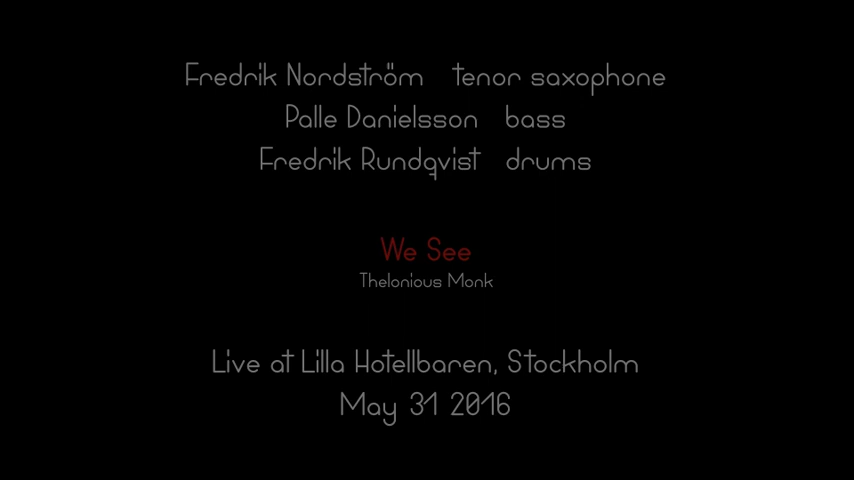 Fredrik Nordström tenor saxophone
Palle Danielsson bass
Fredrik Rundqvist drums
We See
Thelonious Monk
Live at Lilla Hotellbaren, Stockholm
May 31 2016